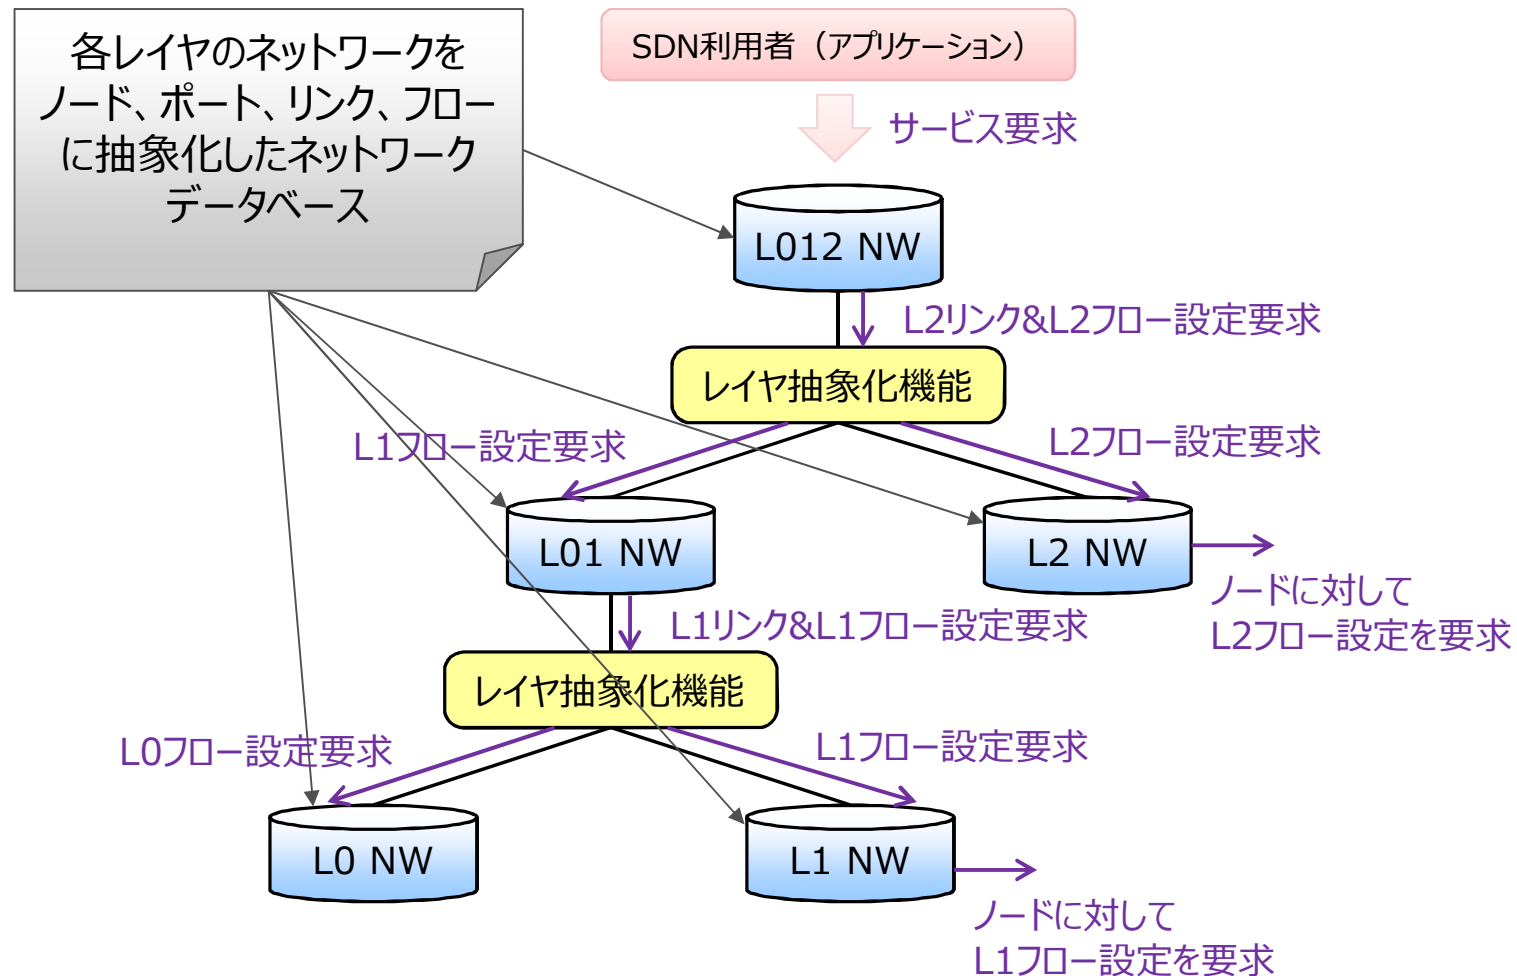 各レイヤのネットワークを
ノード、ポート、リンク、フロー
に抽象化したネットワーク
データベース
SDN利用者（アプリケーション）
サービス要求
L012 NW
L2リンク&L2フロー設定要求
レイヤ抽象化機能
L1フロー設定要求
L2フロー設定要求
L01 NW
L2 NW
ノードに対して
L2フロー設定を要求
L1リンク&L1フロー設定要求
レイヤ抽象化機能
L0フロー設定要求
L1フロー設定要求
L0 NW
L1 NW
ノードに対して
L1フロー設定を要求